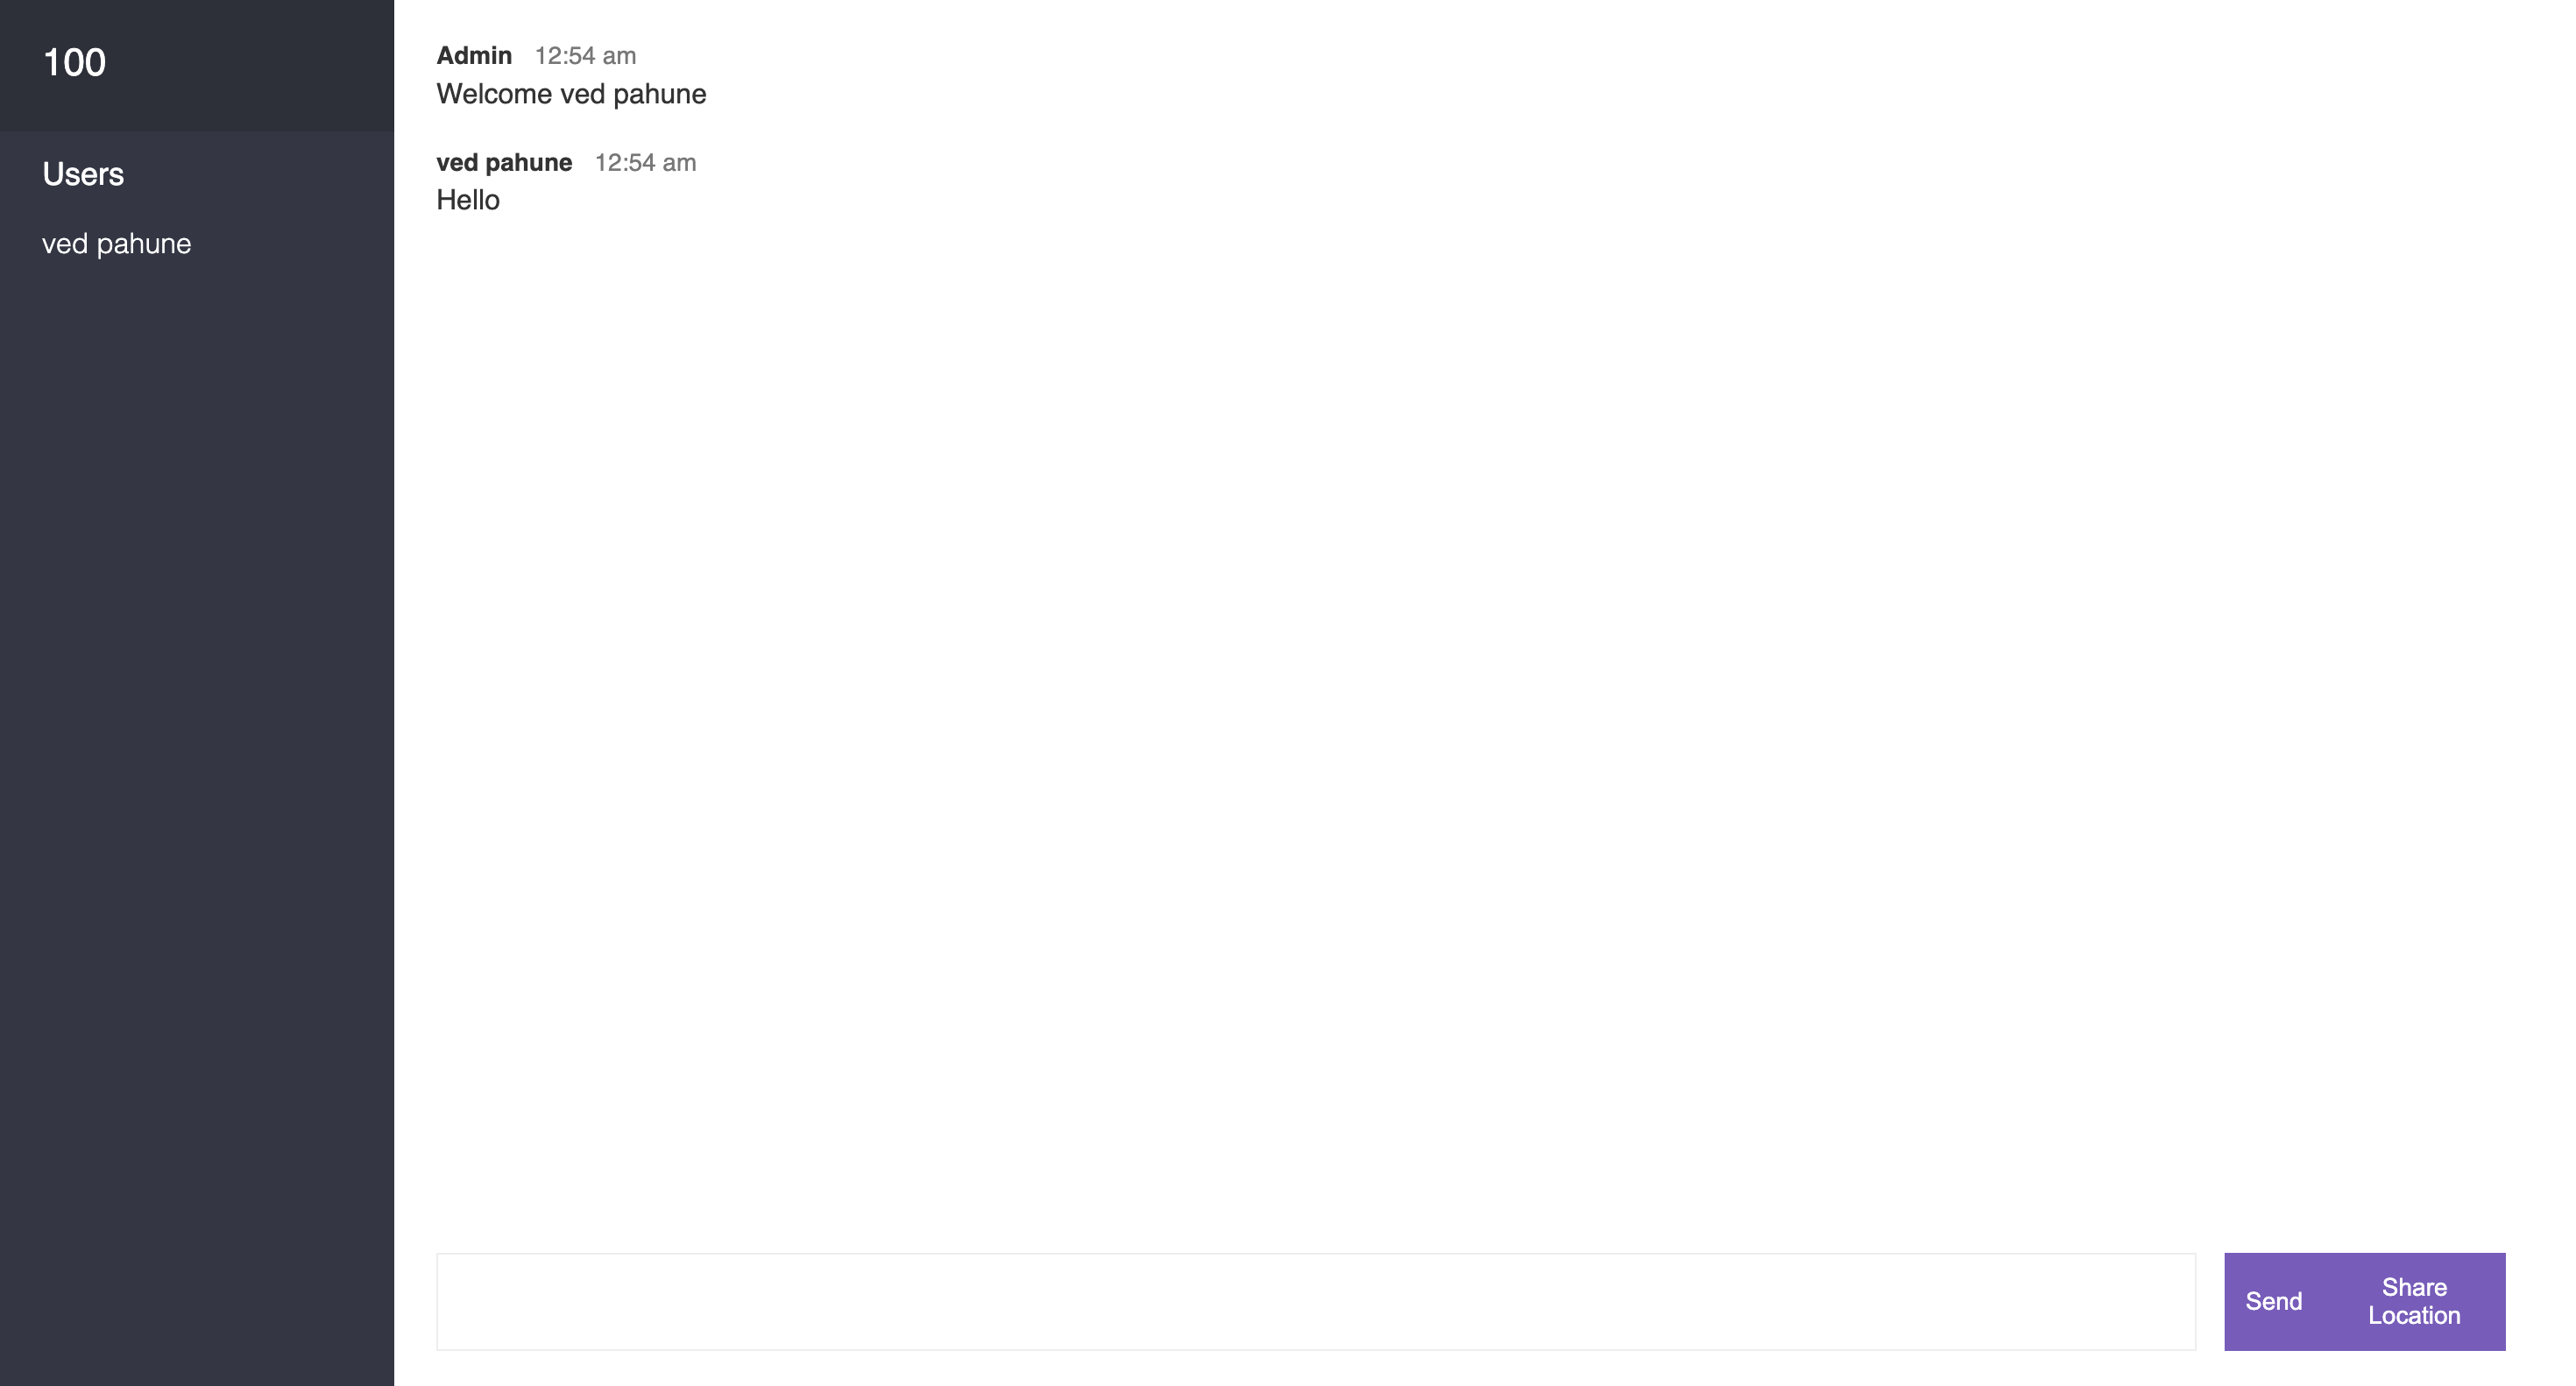 100
Users
ved pahune
Admin 12:54 am
Welcome ved pahune
ved pahune 12:54 am
Hello
Send
Share
Location